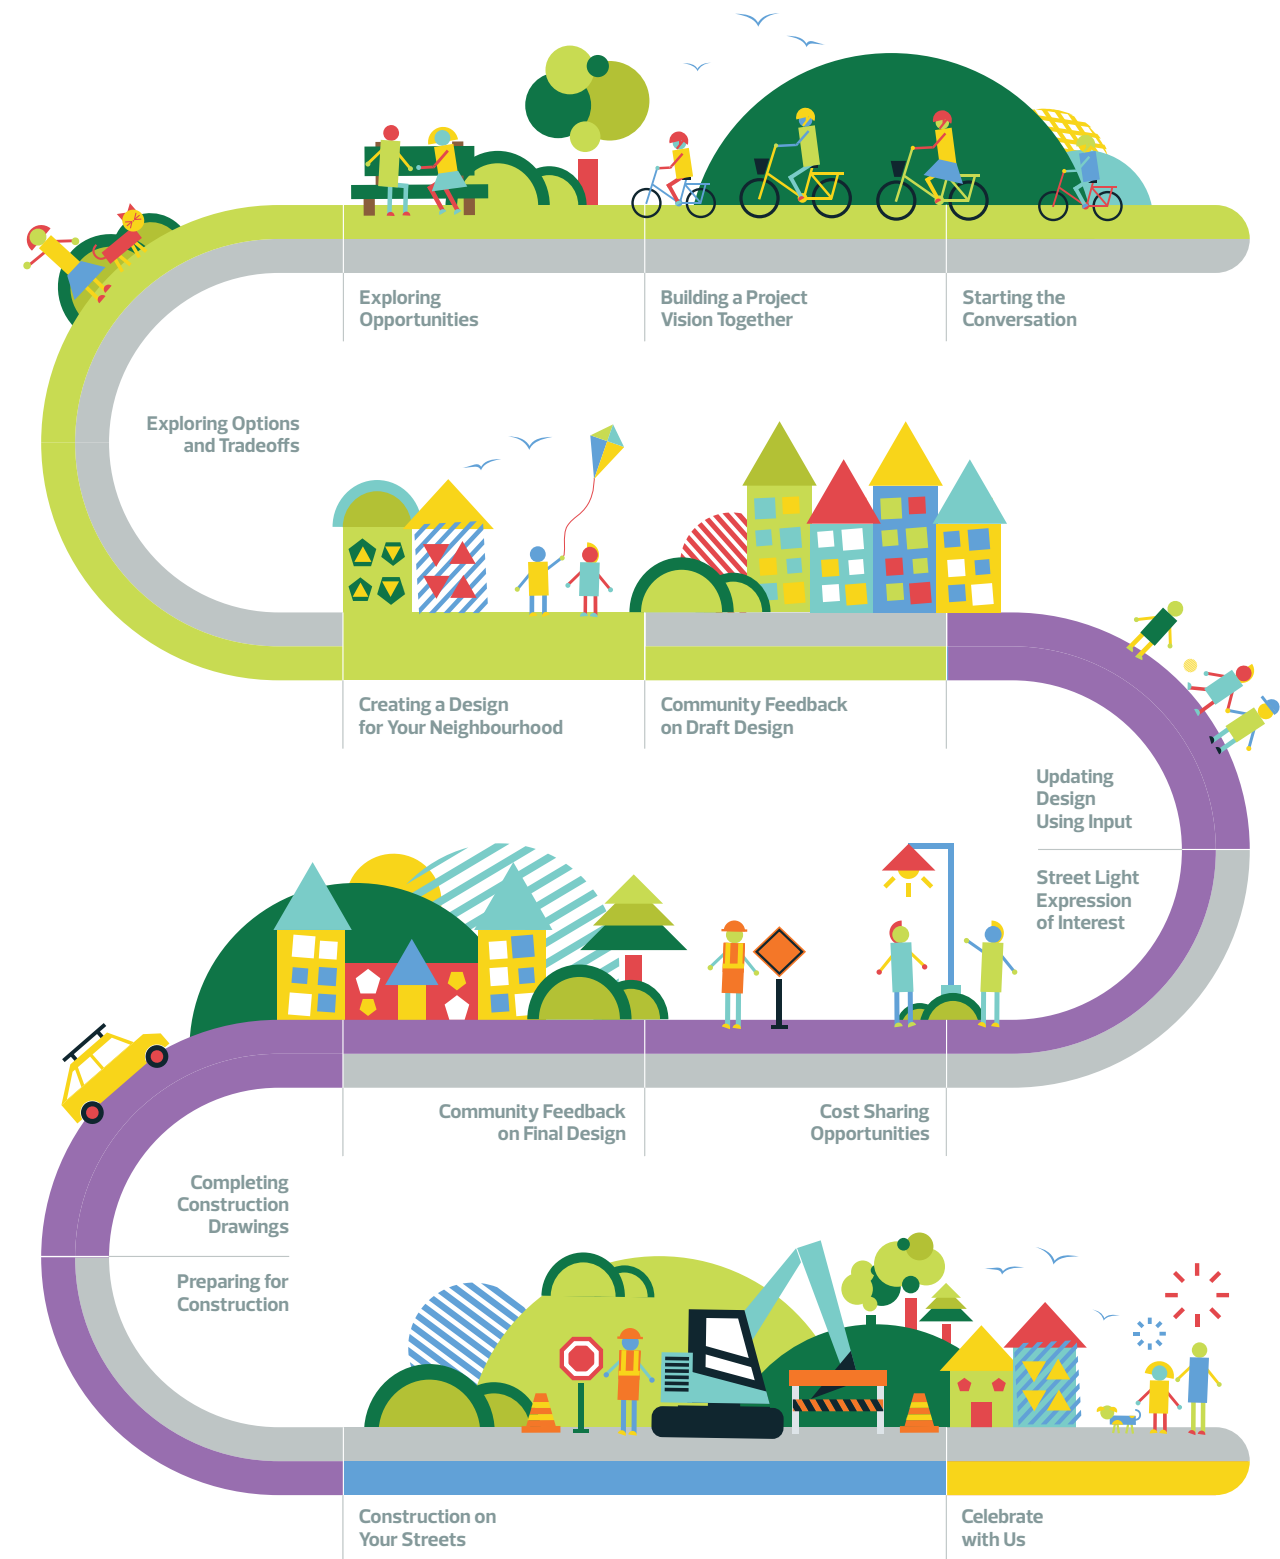 Exploring
Opportunities
Building a Project
Vision Together
Starting the
Conversation
Exploring Options
and Tradeoffs
Creating a Design
for Your Neighbourhood
Community Feedback
on Draft Design
Updating
Design
Using Input
Street Light
Expression
of Interest
Community Feedback
on Final Design
Cost Sharing
Opportunities
Completing
Construction
Drawings
Preparing for
Construction
Construction on
Your Streets
Celebrate
with Us